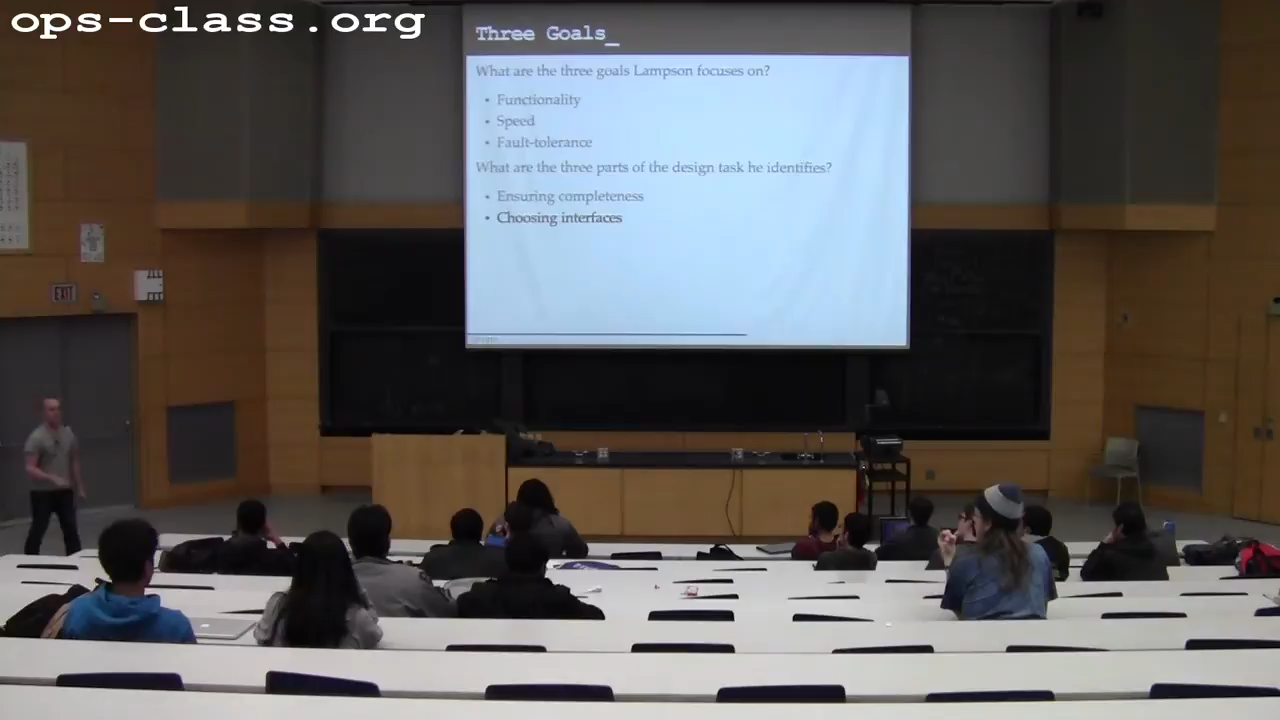 ops-class.org
Three Goals_
What are the three goals Lampson focuses on?
• Functionality
• Speed
• Fault-tolerance
What are the three parts of the design task he identifies?
• Ensuring completeness
• Choosing interfaces
EXIT